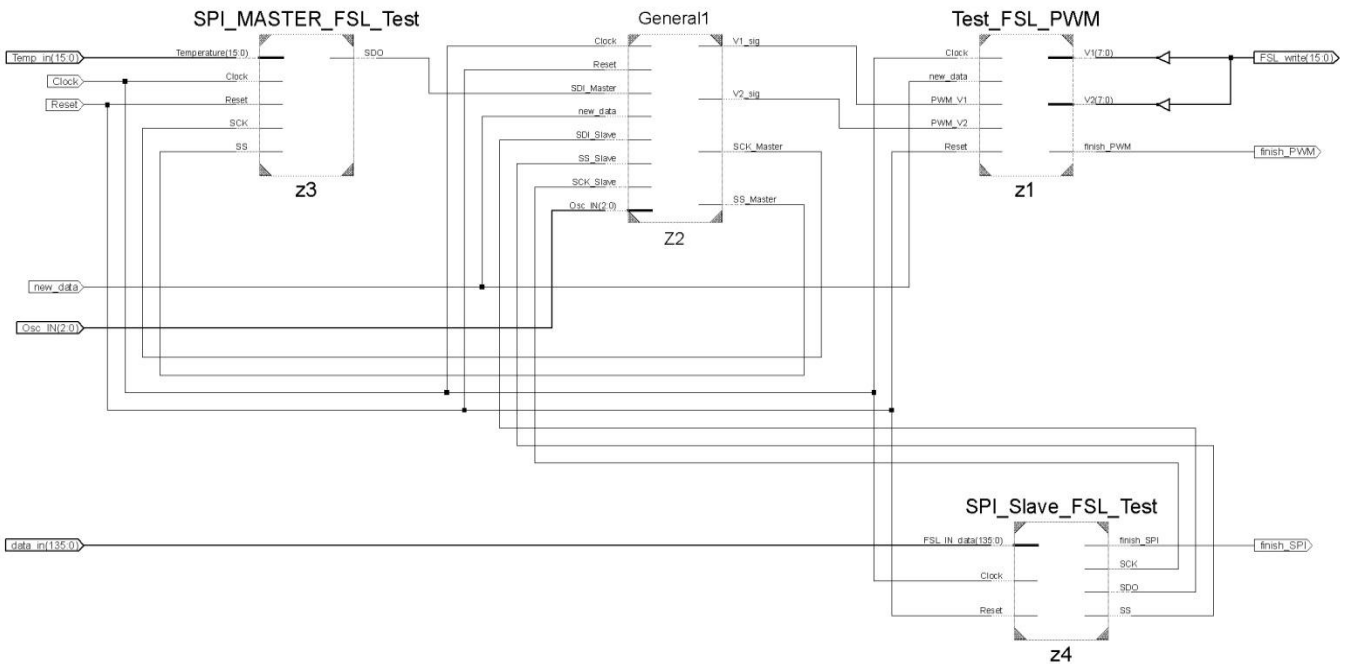 SPI_MASTER_FSL_Test
Temp_in(15:0)
Clock
Reset
Temperature(15:0)
Clock
Reset
SCK
SS
SDO
z3
General1
Clock
Reset
SDI_Master
new_data
SDI_Slave
SS_Slave
SCK_Slave
Osc_IN(2:0)
V1_sig
V2_sig
SCK_Master
SS_Master
Z2
Test_FSL_PWM
Clock
new_data
PWM_V1
PWM_V2
Reset
V1(7:0)
V2(7:0)
finish_PWM
z1
FSL_write(15:0)
finish_PWM
new_data
Osc_IN(2:0)
SPI_Slave_FSL_Test
data_in(135:0)
FSL_IN_data(135:0)
Clock
Reset
finish_SPI
SCK
SDO
SS
z4
finish_SPI